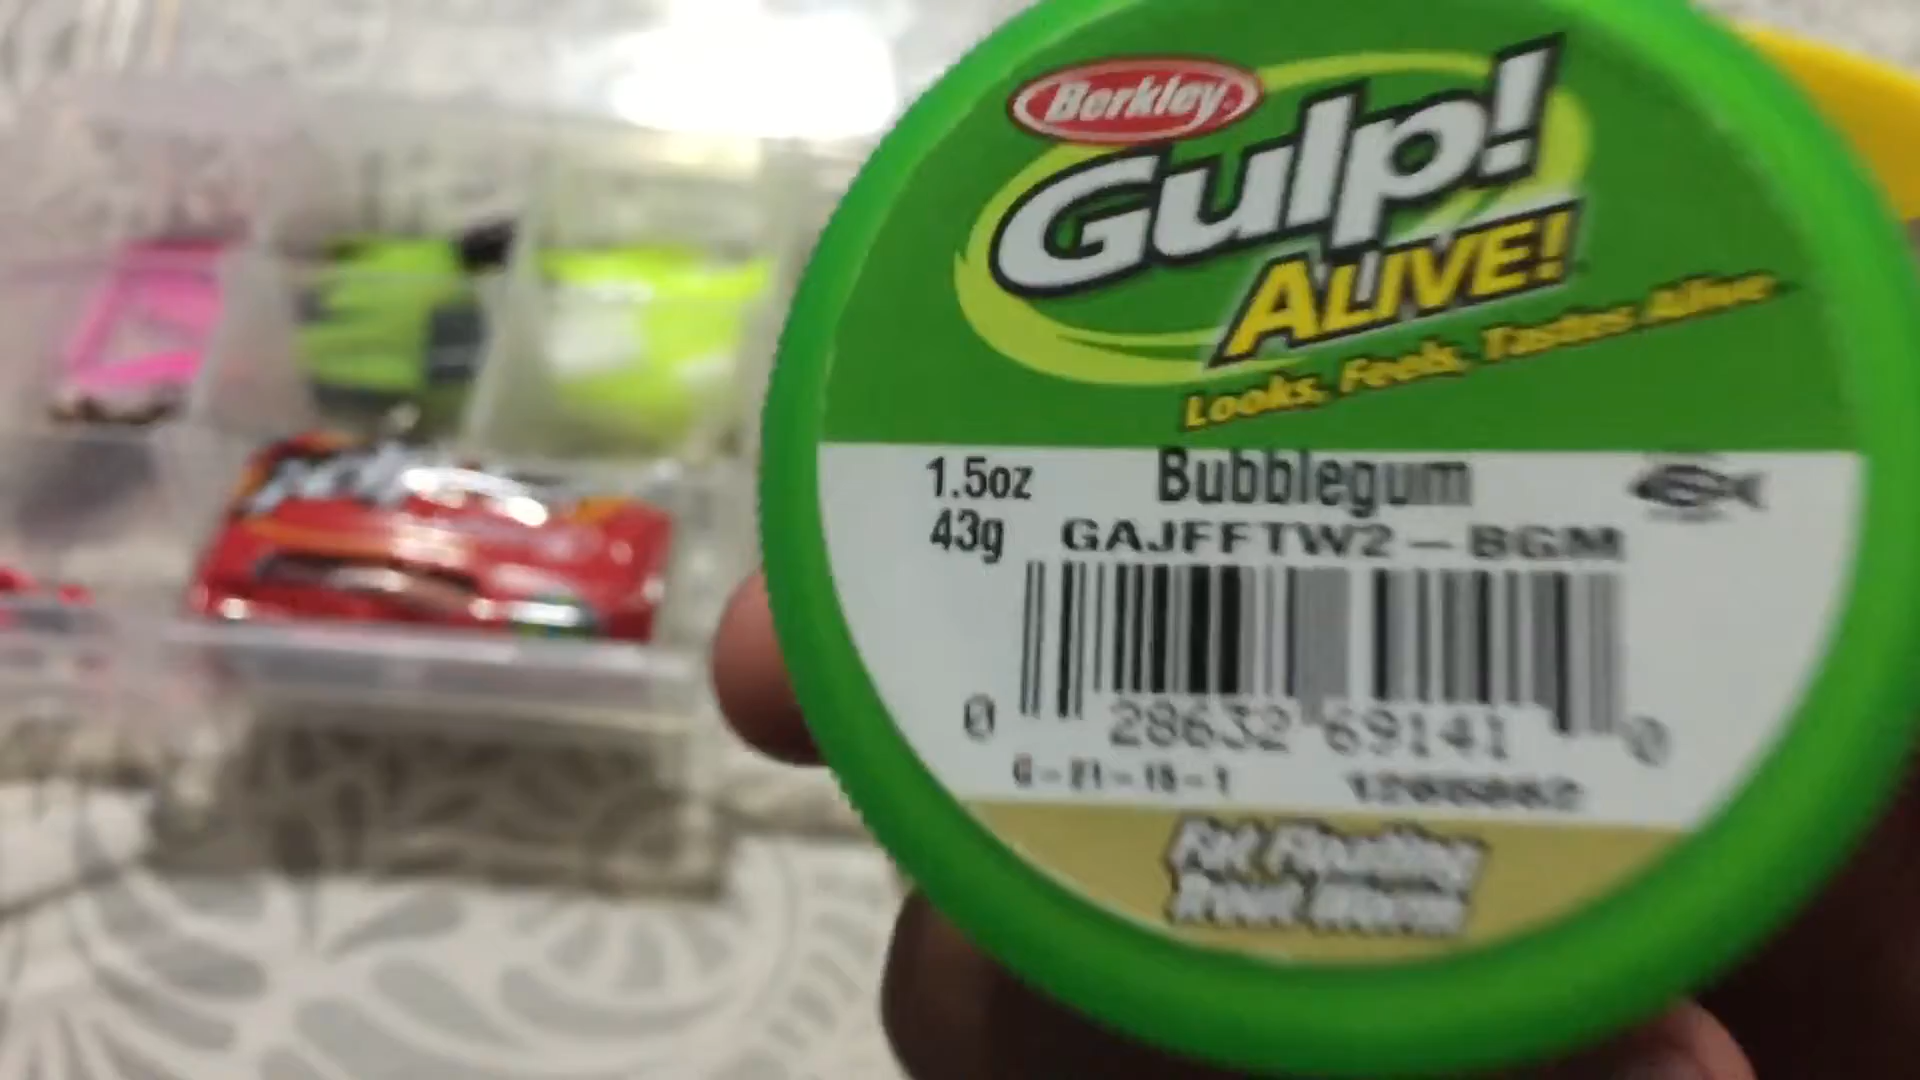 Berkley
Gulp!
ALIVE!
Looks, Feels, Tastes Alive
1.5oz Bubblegum
43g GAJFFTW2-BGM
0 28632 69141 0
Fat Floating
Trout Worm